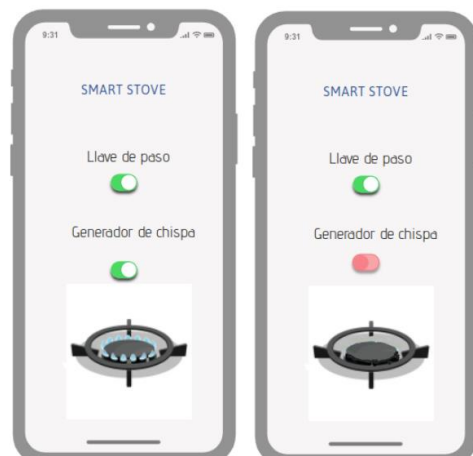 9:31
SMART STOVE
Llave de paso
Generador de chispa
9:31
SMART STOVE
Llave de paso
Generador de chispa